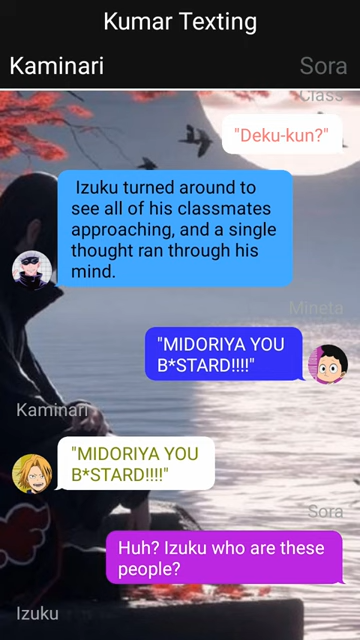 Kumar Texting
Kaminari
Sora
Class
"Deku-kun?"
Izuku turned around to
see all of his classmates
approaching, and a single
thought ran through his
mind.
Mineta
"MIDORIYA YOU
B*STARD!!!!"
Kaminari
"MIDORIYA YOU
B*STARD!!!!"
Sora
Huh? Izuku who are these
people?
Izuku